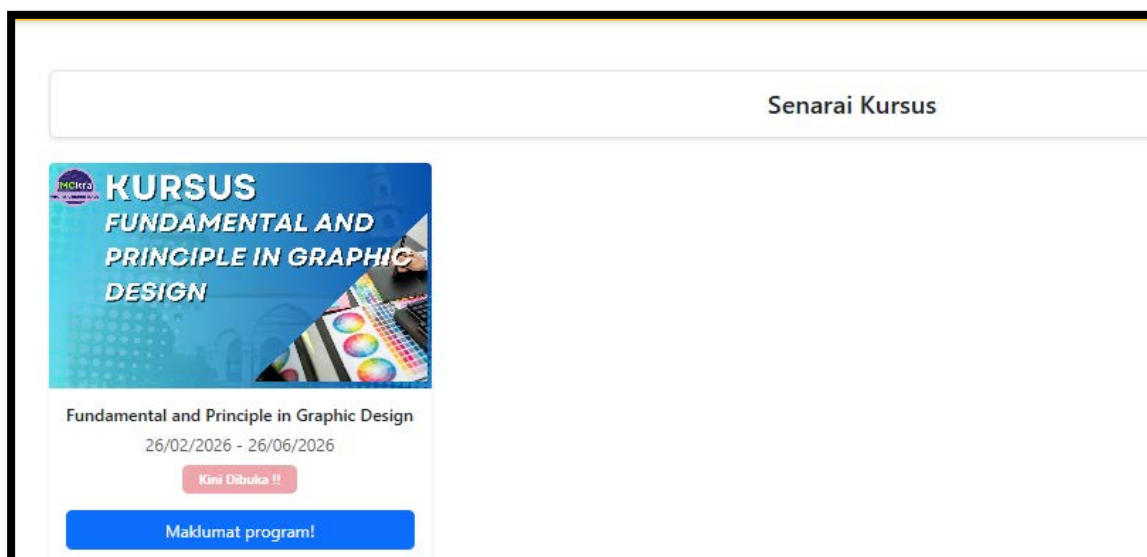 Senarai Kursus
KURSUS
FUNDAMENTAL AND
PRINCIPLE IN GRAPHIC
DESIGN
Fundamental and Principle in Graphic Design
26/02/2026 - 26/06/2026
Kini Dibuka !!
Maklumat program!